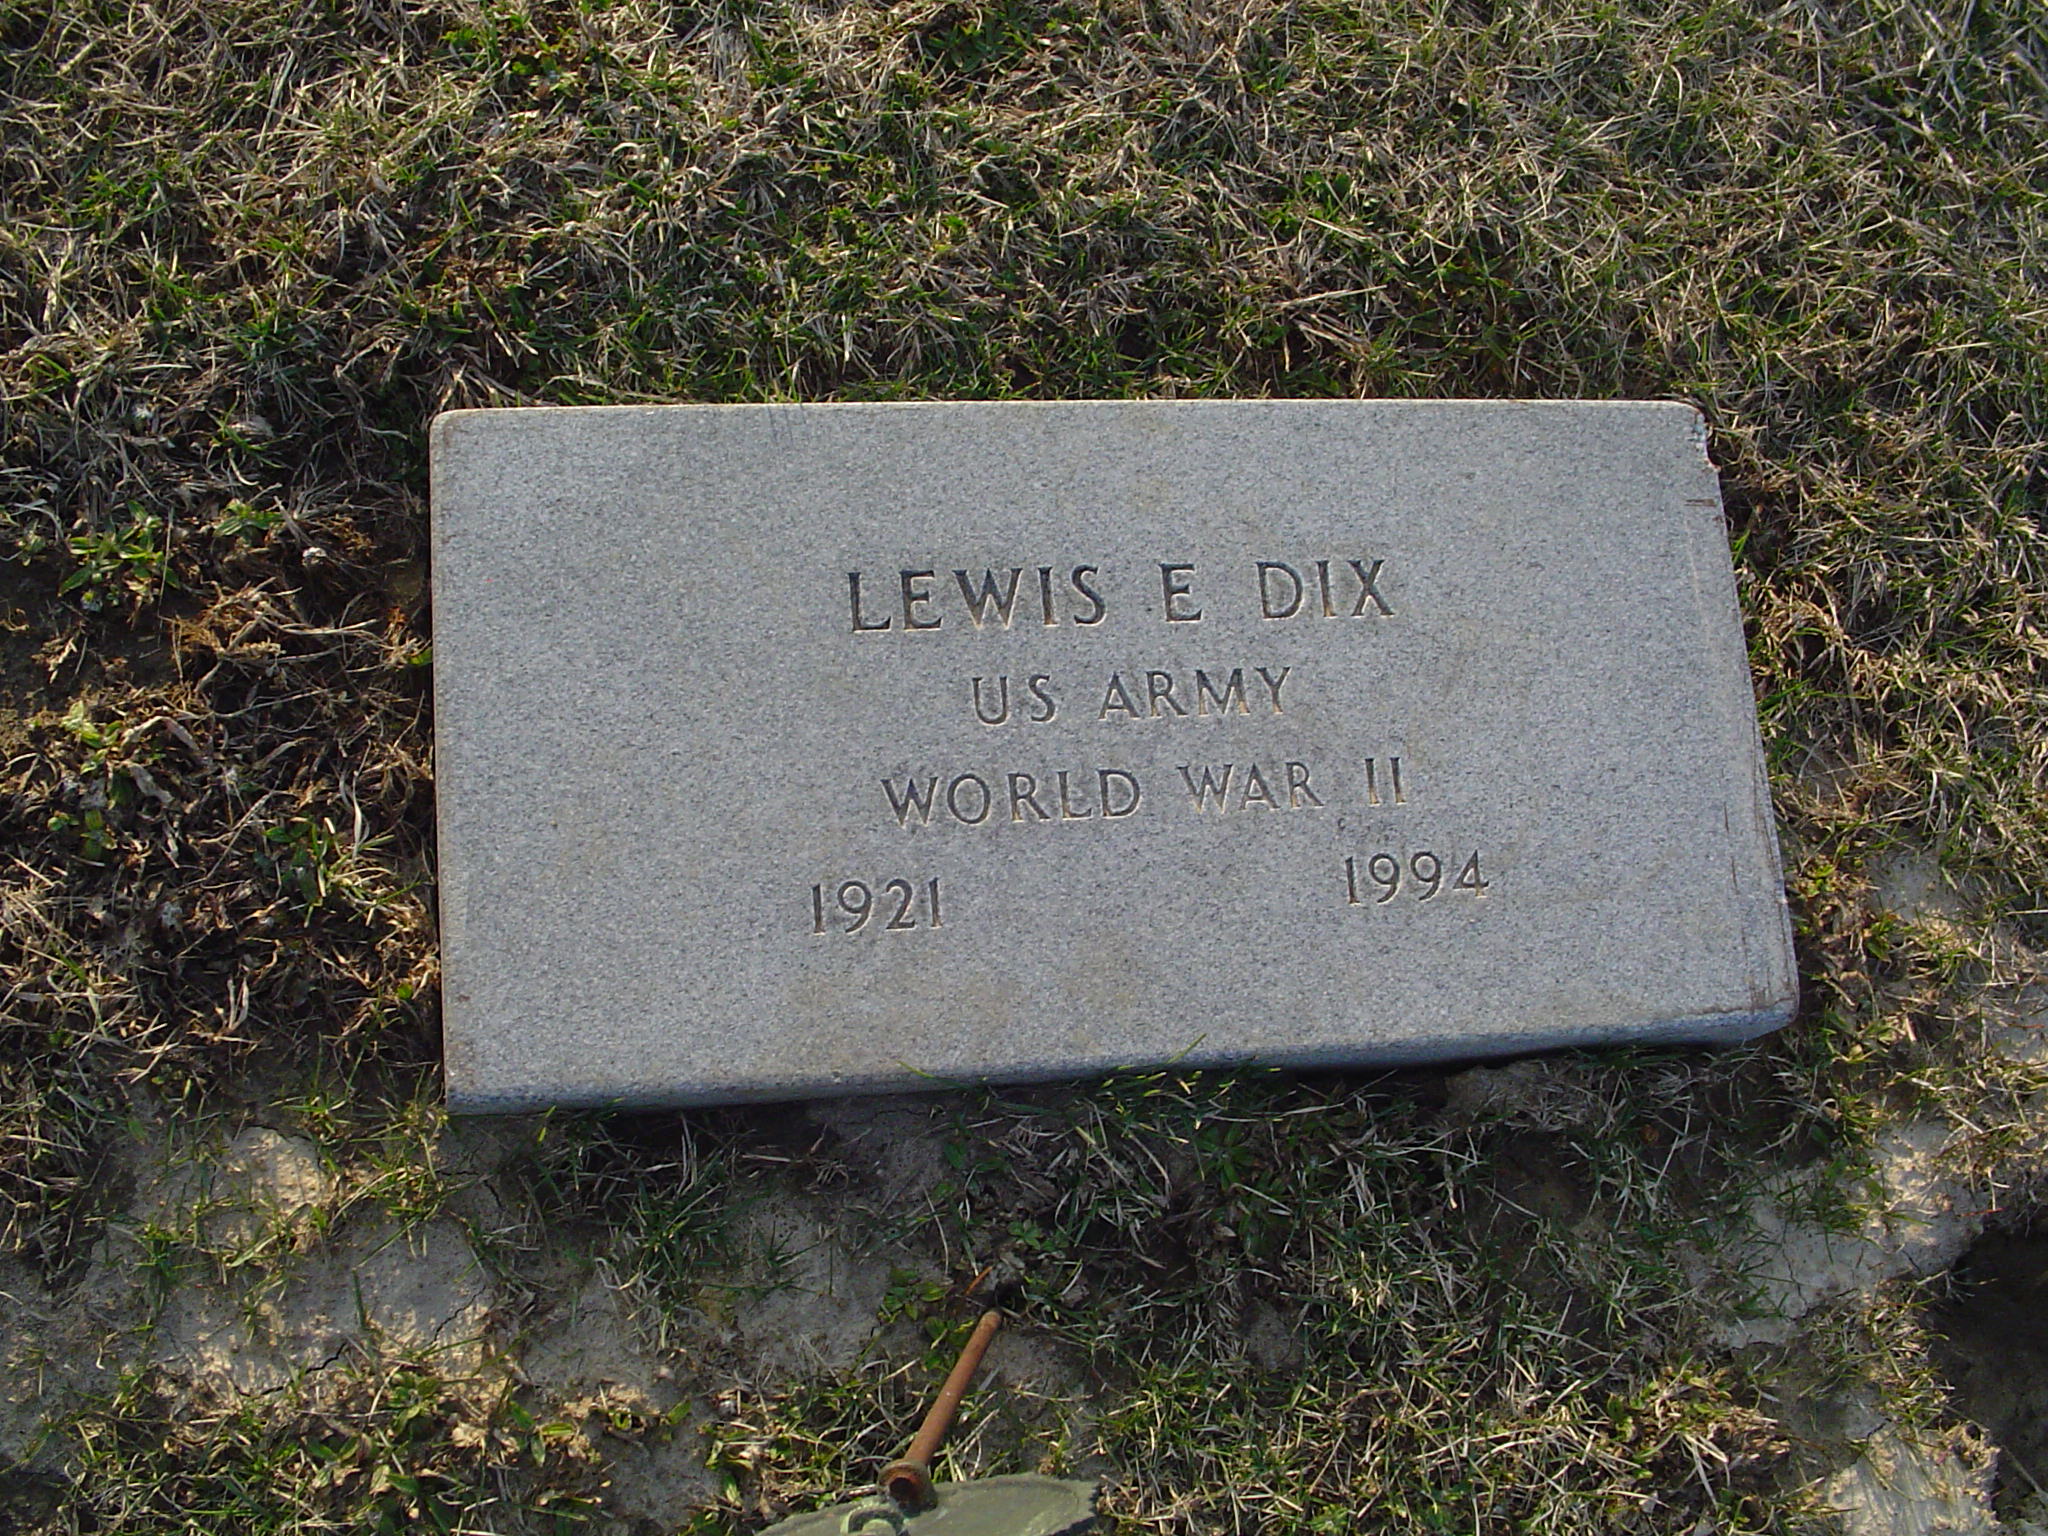 LEWIS E DIX
US ARMY
WORLD WAR II
1921 1994